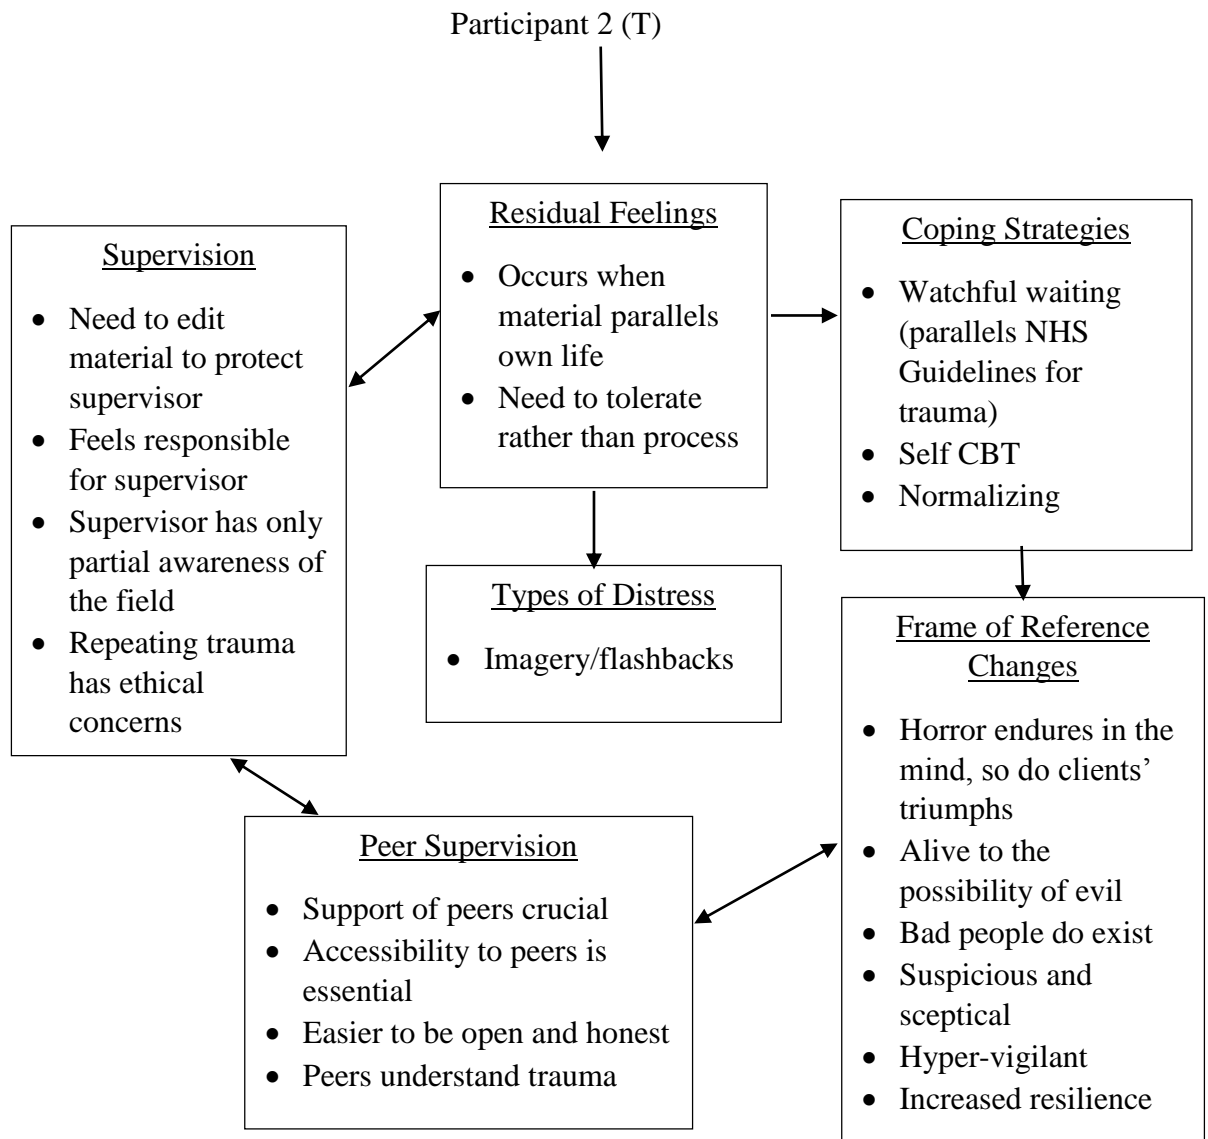 Participant 2 (T)
Supervision
• Need to edit
material to protect
supervisor
• Feels responsible
for supervisor
• Supervisor has only
partial awareness of
the field
• Repeating trauma
has ethical
concerns
Residual Feelings
• Occurs when
material parallels
own life
• Need to tolerate
rather than process
Coping Strategies
• Watchful waiting
(parallels NHS
Guidelines for
trauma)
• Self CBT
• Normalizing
Types of Distress
• Imagery/flashbacks
Frame of Reference
Changes
• Horror endures in the
mind, so do clients’
triumphs
• Alive to the
possibility of evil
• Bad people do exist
• Suspicious and
sceptical
• Hyper-vigilant
• Increased resilience
Peer Supervision
• Support of peers crucial
• Accessibility to peers is
essential
• Easier to be open and honest
• Peers understand trauma